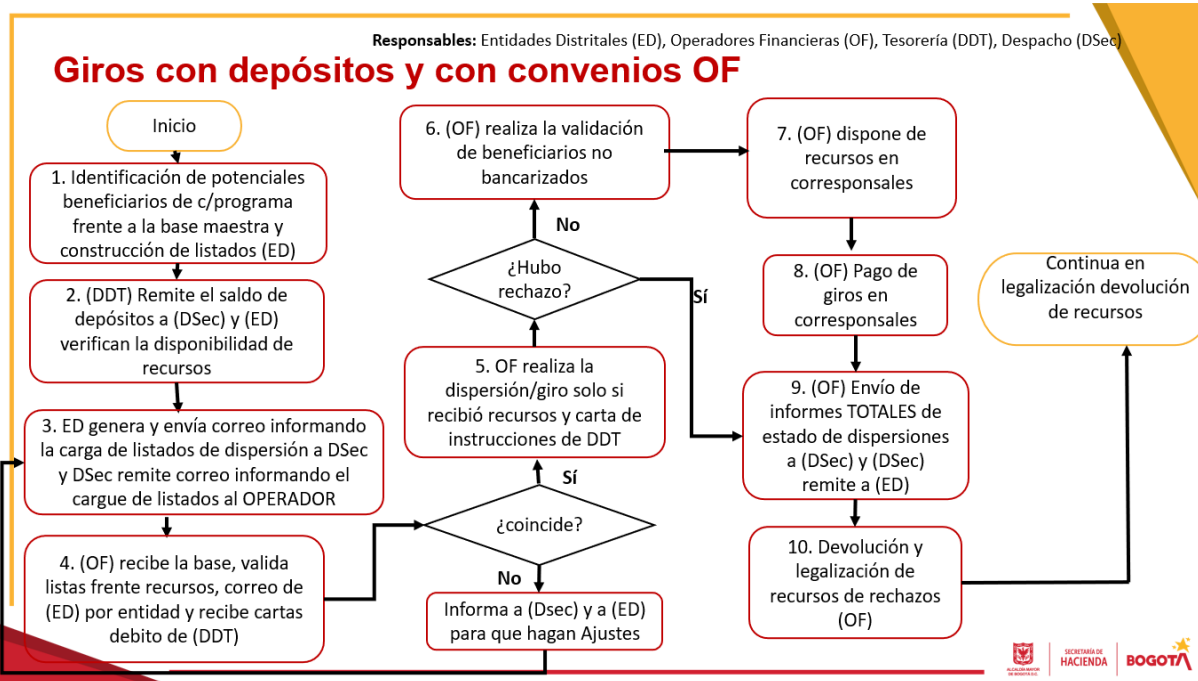 Responsables: Entidades Distritales (ED), Operadores Financieras (OF), Tesorería (DDT), Despacho (DSec)
Giros con depósitos y con convenios OF
Inicio
1. Identificación de potenciales
beneficiarios de c/programa
frente a la base maestra y
construcción de listados (ED)
2. (DDT) Remite el saldo de
depósitos a (DSec) y (ED)
verifican la disponibilidad de
recursos
3. ED genera y envía correo informando
la carga de listados de dispersión a DSec
y DSec remite correo informando el
cargue de listados al OPERADOR
4. (OF) recibe la base, valida
listas frente recursos, correo de
(ED) por entidad y recibe cartas
debito de (DDT)
¿coincide?
No
Informa a (Dsec) y a (ED)
para que hagan Ajustes
Sí
5. OF realiza la
dispersión/giro solo si
recibió recursos y carta de
instrucciones de DDT
¿Hubo
rechazo?
No
Sí
6. (OF) realiza la validación
de beneficiarios no
bancarizados
7. (OF) dispone de
recursos en
corresponsales
8. (OF) Pago de
giros en
corresponsales
9. (OF) Envío de
informes TOTALES de
estado de dispersiones
a (DSec) y (DSec)
remite a (ED)
10. Devolución y
legalización de
recursos de rechazos
(OF)
Continua en
legalización devolución
de recursos
ALCALDÍA MAYOR
DE BOGOTÁ D.C.
SECRETARÍA DE
HACIENDA
BOGOTÁ